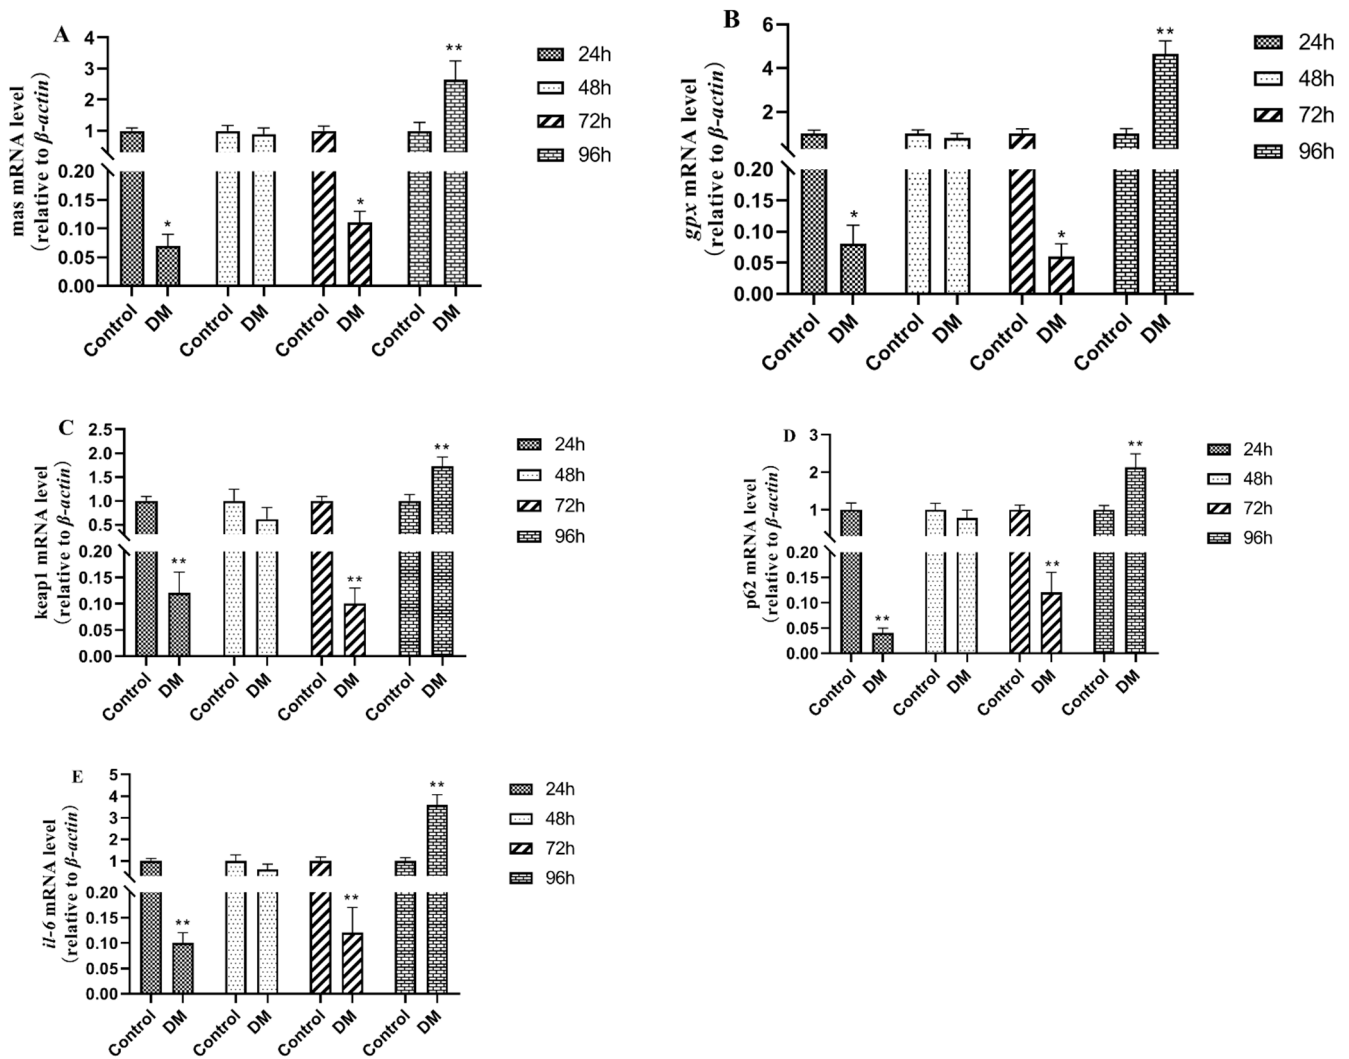 A
mas mRNA level
(relative to β-actin)
4
3
2
1
0.20
0.15
0.10
0.05
0.00
*
*
**
Control
DM
Control
DM
Control
DM
Control
DM
24h
48h
72h
96h
B
gpx mRNA level
(relative to β-actin)
6
4
2
0.20
0.15
0.10
0.05
0.00
*
*
**
Control
DM
Control
DM
Control
DM
Control
DM
24h
48h
72h
96h
C
keap1 mRNA level
(relative to β-actin)
2.5
2.0
1.5
1.0
0.5
0.20
0.15
0.10
0.05
0.00
**
**
**
Control
DM
Control
DM
Control
DM
Control
DM
24h
48h
72h
96h
D
p62 mRNA level
(relative to β-actin)
3
2
1
0.20
0.15
0.10
0.05
0.00
**
**
**
Control
DM
Control
DM
Control
DM
Control
DM
24h
48h
72h
96h
E
il-6 mRNA level
(relative to β-actin)
5
4
3
2
1
0.20
0.15
0.10
0.05
0.00
**
**
**
Control
DM
Control
DM
Control
DM
Control
DM
24h
48h
72h
96h